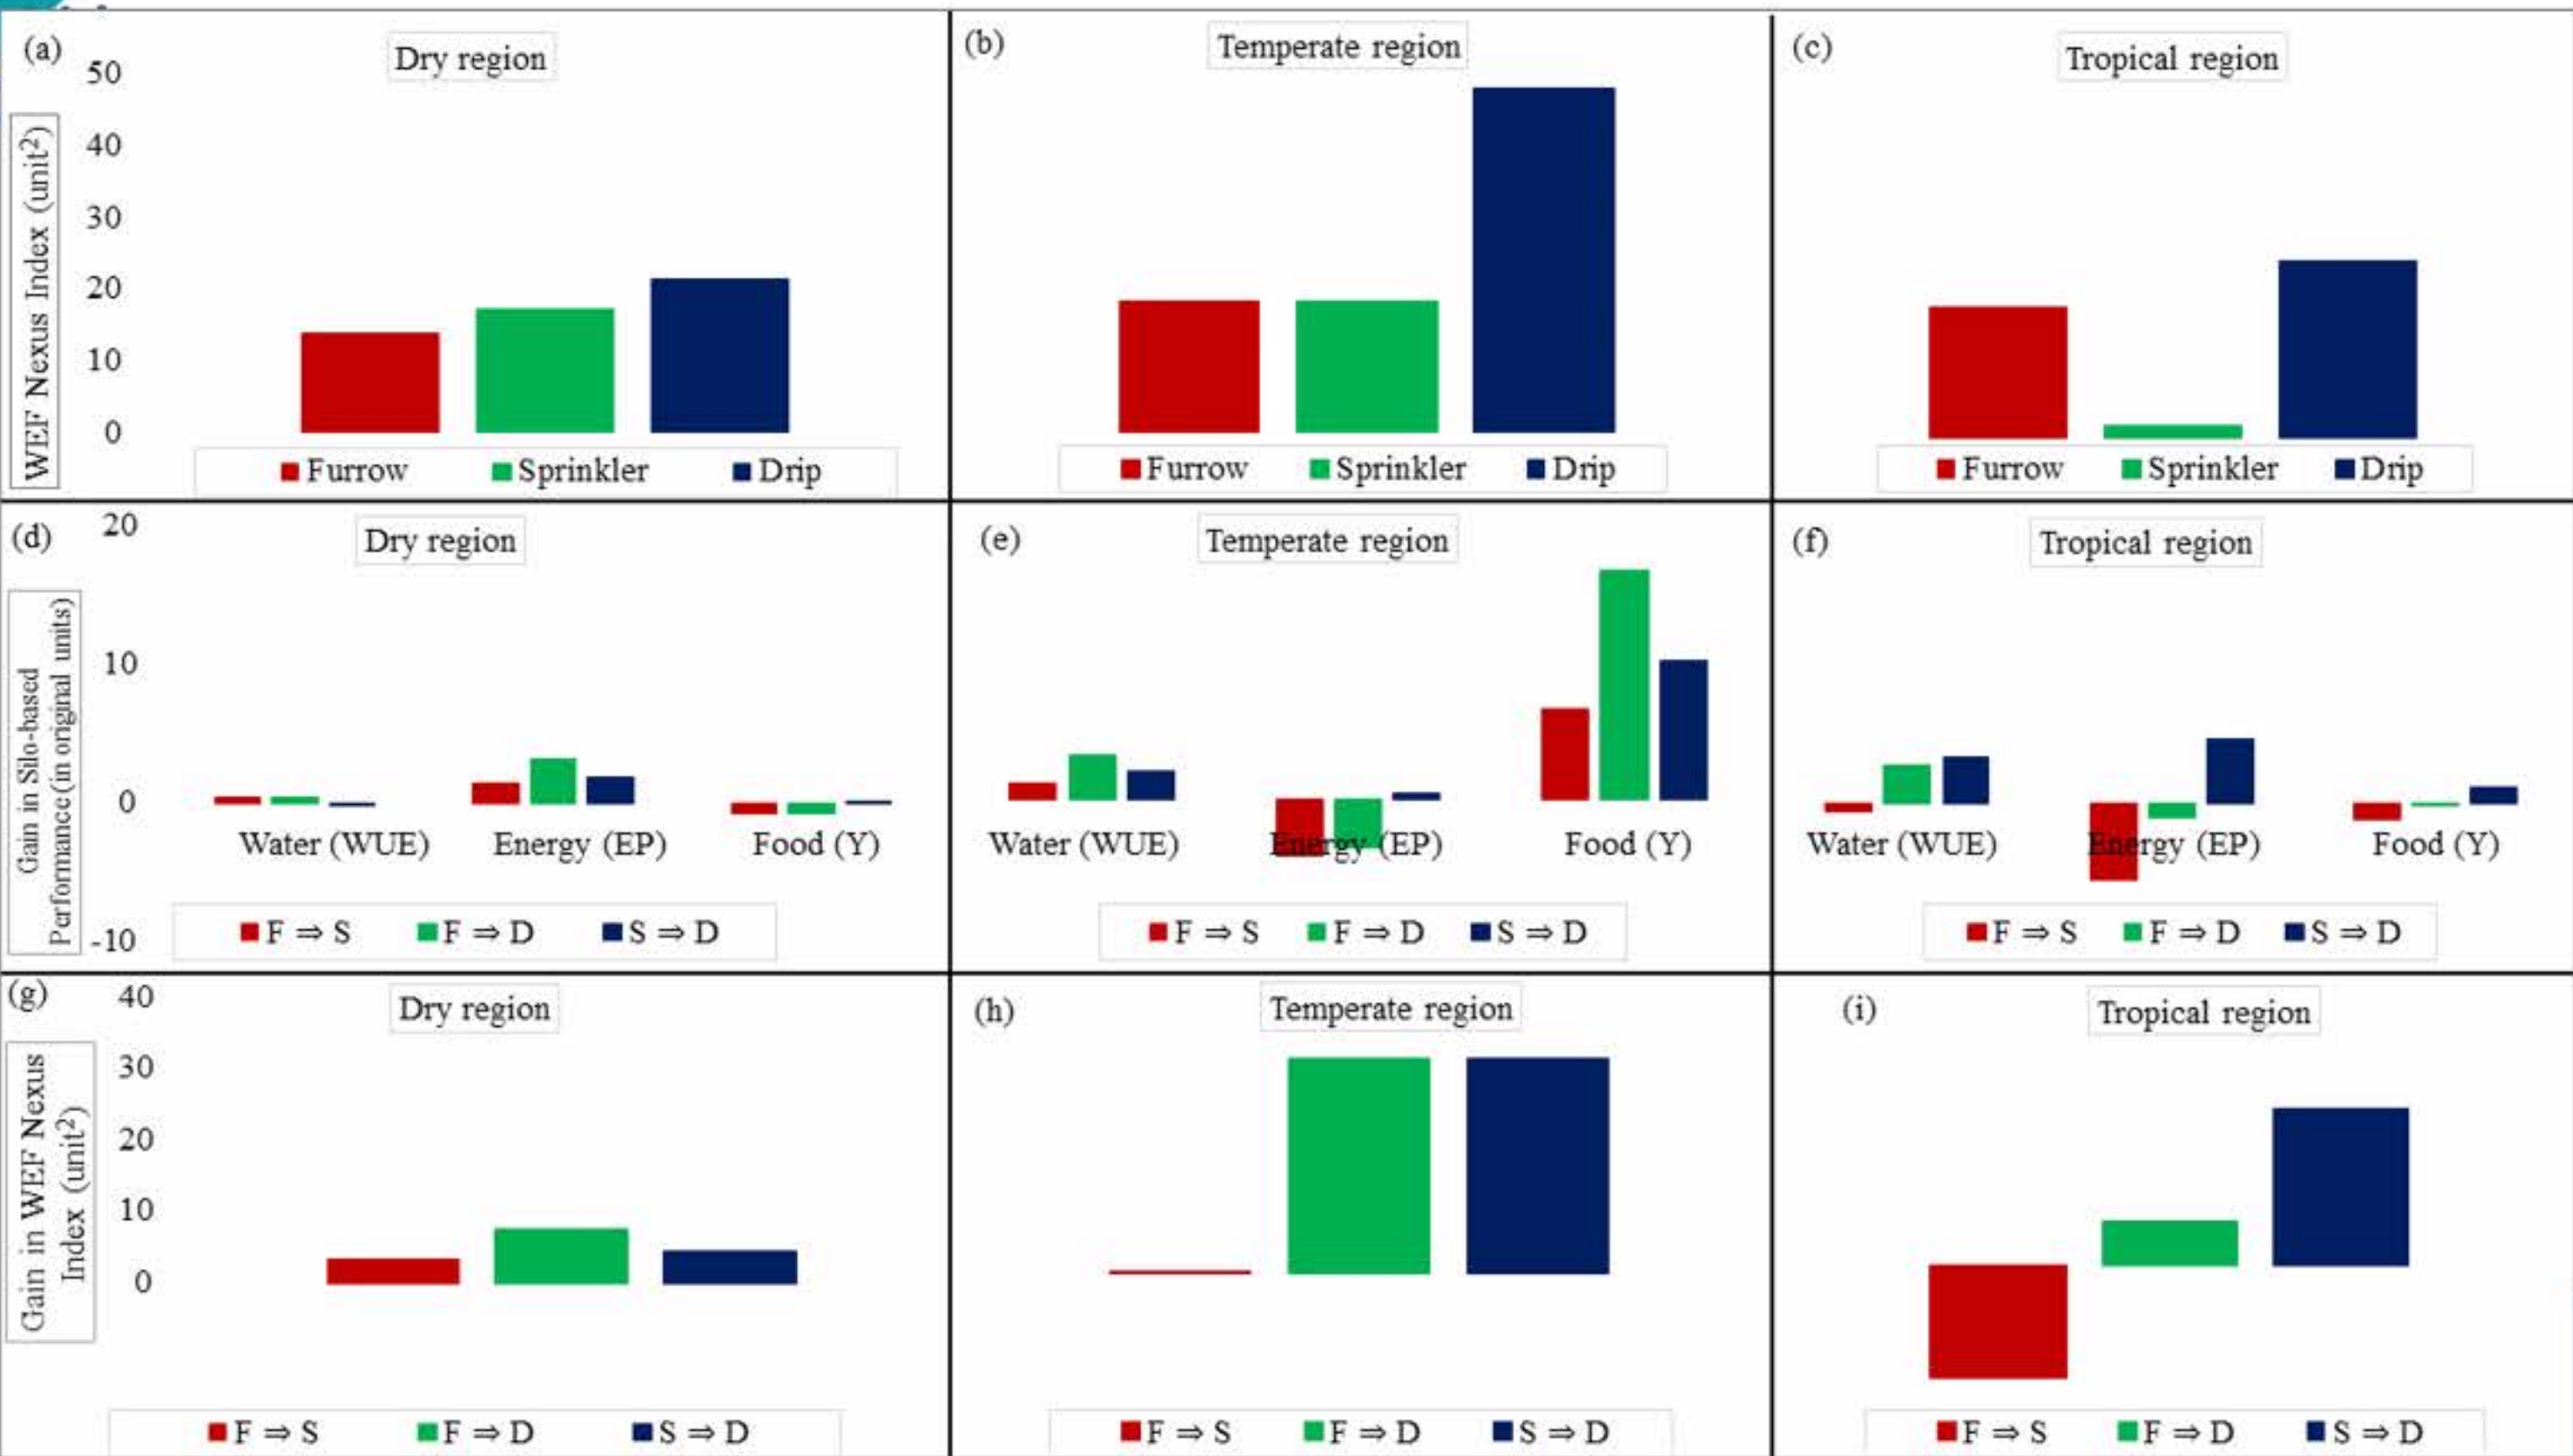 (a)
Dry region
50
40
30
20
10
0
WEF Nexus Index (unit²)
Furrow Sprinkler Drip
(b)
Temperate region
Furrow Sprinkler Drip
(c)
Tropical region
Furrow Sprinkler Drip
(d)
Dry region
20
10
0
-10
Gain in Silo-based
Performance (in original units)
Water (WUE) Energy (EP) Food (Y)
F ⇒ S F ⇒ D S ⇒ D
(e)
Temperate region
Water (WUE) Energy (EP) Food (Y)
F ⇒ S F ⇒ D S ⇒ D
(f)
Tropical region
Water (WUE) Energy (EP) Food (Y)
F ⇒ S F ⇒ D S ⇒ D
(g)
Dry region
40
30
20
10
0
Gain in WEF Nexus
Index (unit²)
F ⇒ S F ⇒ D S ⇒ D
(h)
Temperate region
F ⇒ S F ⇒ D S ⇒ D
(i)
Tropical region
F ⇒ S F ⇒ D S ⇒ D